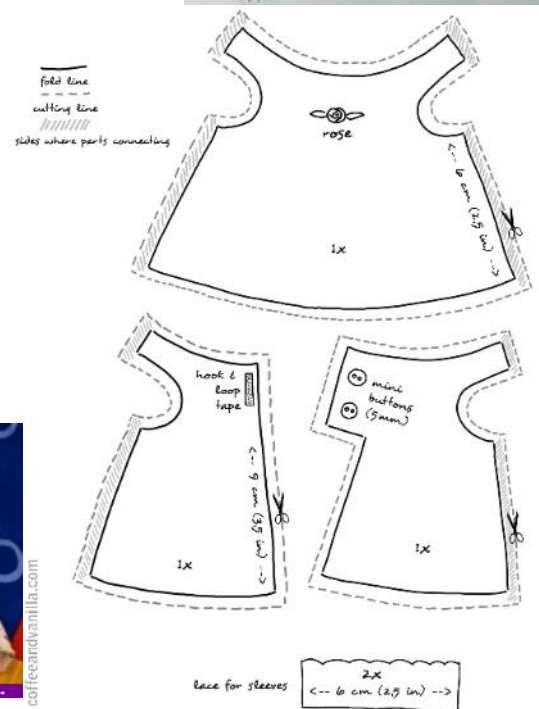 fold line
cutting line
sides where parts connecting
rose
<-- 6 cm (2,5 in) -->
1x
hook &
loop
tape
<-- 9 cm (3,5 in) -->
1x
mini
buttons
(5mm)
1x
lace for sleeves
2x
<-- 6 cm (2,5 in) -->
coffeeandvanilla.com